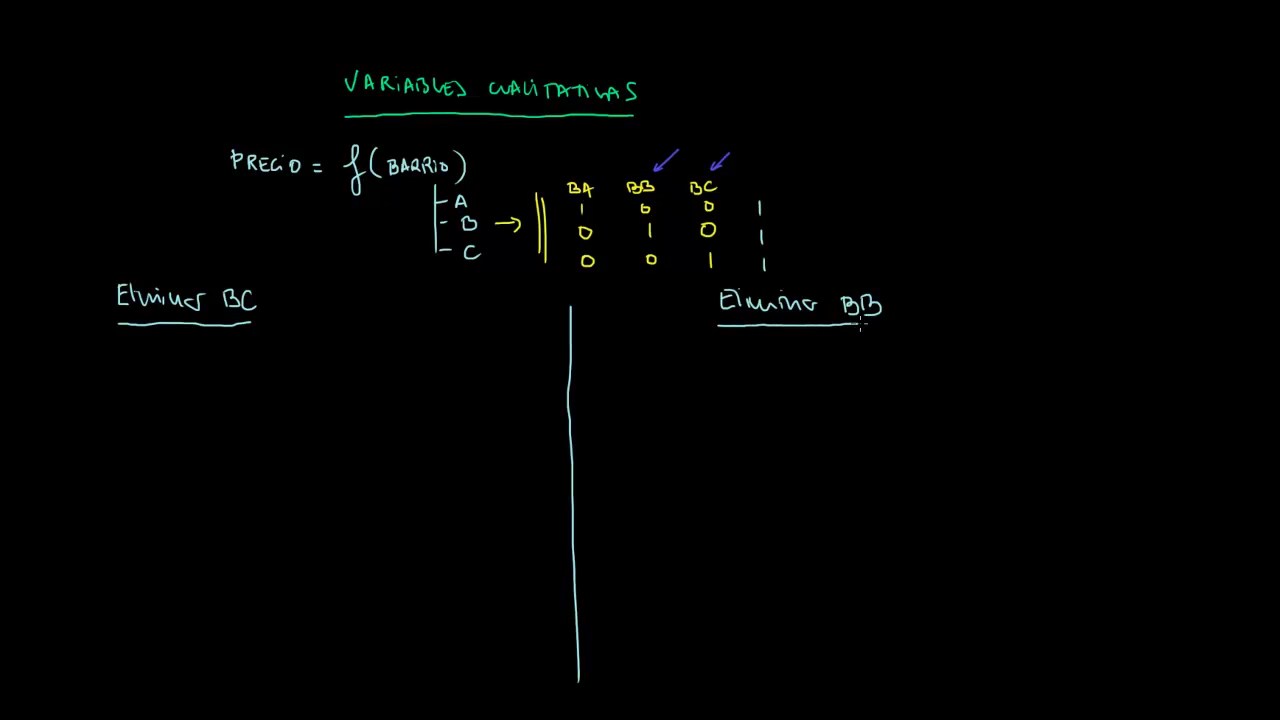 VARIABLES CUALITATIVAS
PRECIO = f(BARRIO)
BA BB BC
A 1 0 0 1
B → 0 1 0 1
C 0 0 1 1
Eliminar BC
Eliminar BB